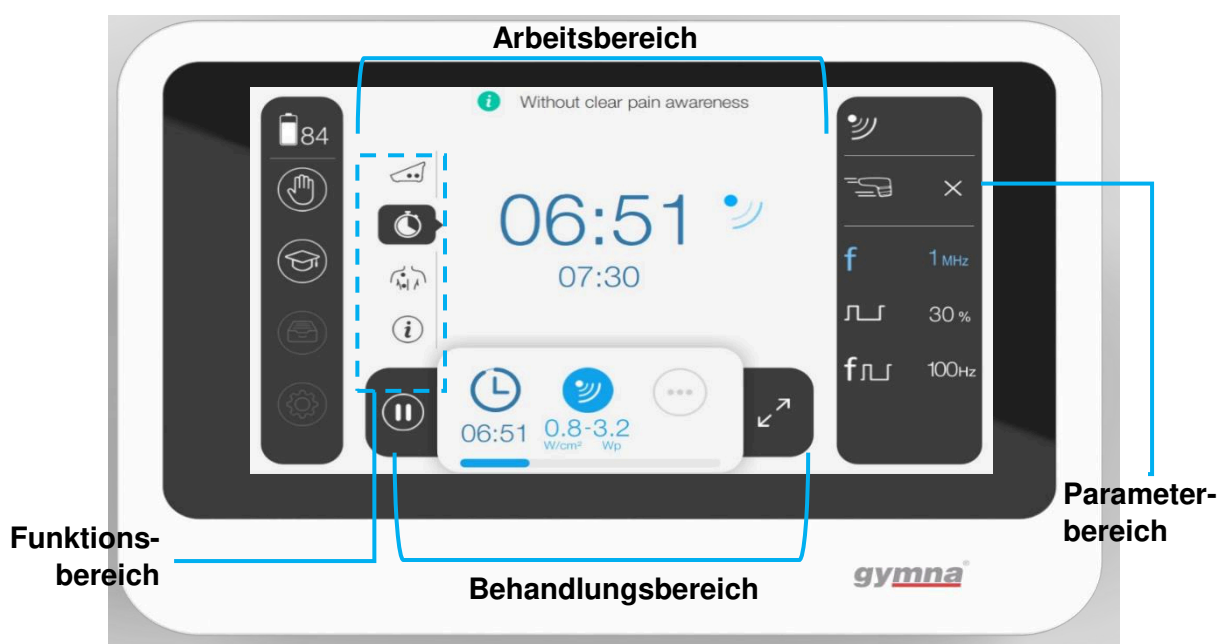 Arbeitsbereich
Without clear pain awareness
84
06:51
07:30
f 1 MHz
30 %
f 100Hz
06:51 0.8-3.2
W/cm² Wp
Parameter-
bereich
Funktions-
bereich
Behandlungsbereich
gymna®